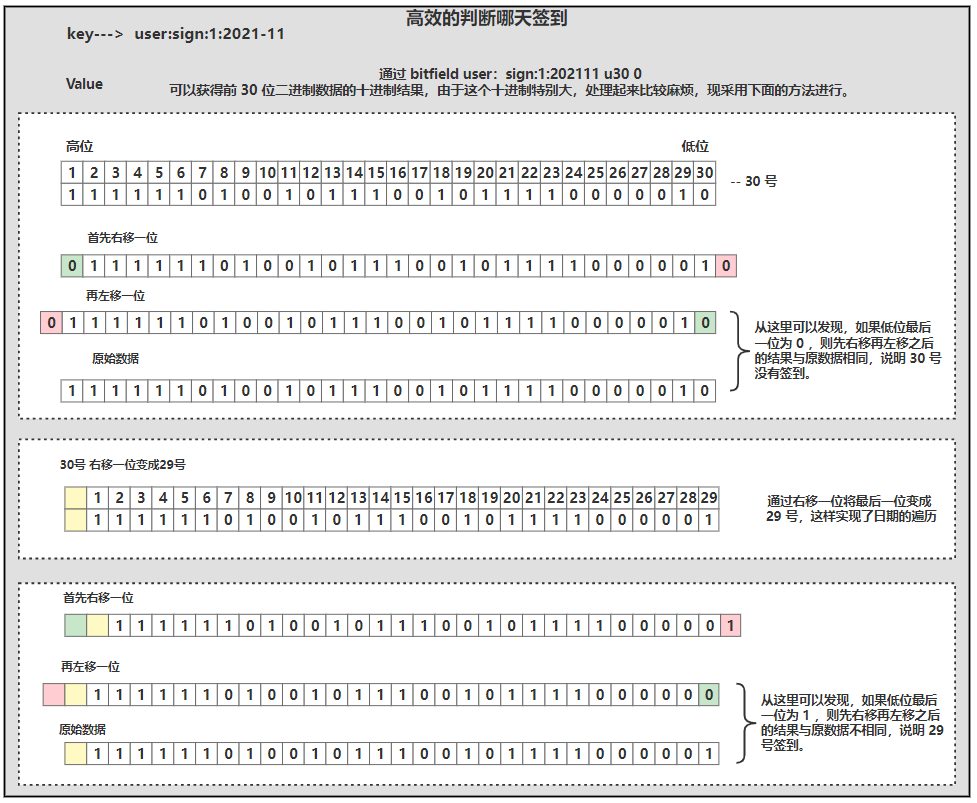 高效的判断哪天签到
key---> user:sign:1:2021-11
Value
通过 bitfield user: sign:1:202111 u30 0
可以获得前 30 位二进制数据的十进制结果，由于这个十进制特别大，处理起来比较麻烦，现采用下面的方法进行。
高位 低位
1 2 3 4 5 6 7 8 9 10 11 12 13 14 15 16 17 18 19 20 21 22 23 24 25 26 27 28 29 30
1 1 1 1 1 1 0 1 0 0 1 0 1 1 1 0 0 1 0 1 1 1 1 0 0 0 0 0 1 0
-- 30 号
首先右移一位
0 1 1 1 1 1 1 0 1 0 0 1 0 1 1 1 0 0 1 0 1 1 1 1 0 0 0 0 0 1 0
再左移一位
0 1 1 1 1 1 1 0 1 0 0 1 0 1 1 1 0 0 1 0 1 1 1 1 0 0 0 0 0 1 0
原始数据
1 1 1 1 1 1 0 1 0 0 1 0 1 1 1 0 0 1 0 1 1 1 1 0 0 0 0 0 1 0
从这里可以发现，如果低位最后
一位为 0 ，则先右移再左移之后
的结果与原数据相同，说明 30 号
没有签到。
30号 右移一位变成29号
1 2 3 4 5 6 7 8 9 10 11 12 13 14 15 16 17 18 19 20 21 22 23 24 25 26 27 28 29
1 1 1 1 1 1 0 1 0 0 1 0 1 1 1 0 0 1 0 1 1 1 1 0 0 0 0 0 1
通过右移一位将最后一位变成
29 号，这样实现了日期的遍历
首先右移一位
1 1 1 1 1 1 0 1 0 0 1 0 1 1 1 0 0 1 0 1 1 1 1 0 0 0 0 0 1
再左移一位
1 1 1 1 1 1 0 1 0 0 1 0 1 1 1 0 0 1 0 1 1 1 1 0 0 0 0 0 0
原始数据
1 1 1 1 1 1 0 1 0 0 1 0 1 1 1 0 0 1 0 1 1 1 1 0 0 0 0 0 1
从这里可以发现，如果低位最后
一位为 1 ，则先右移再左移之后
的结果与原数据不相同，说明 29
号签到。